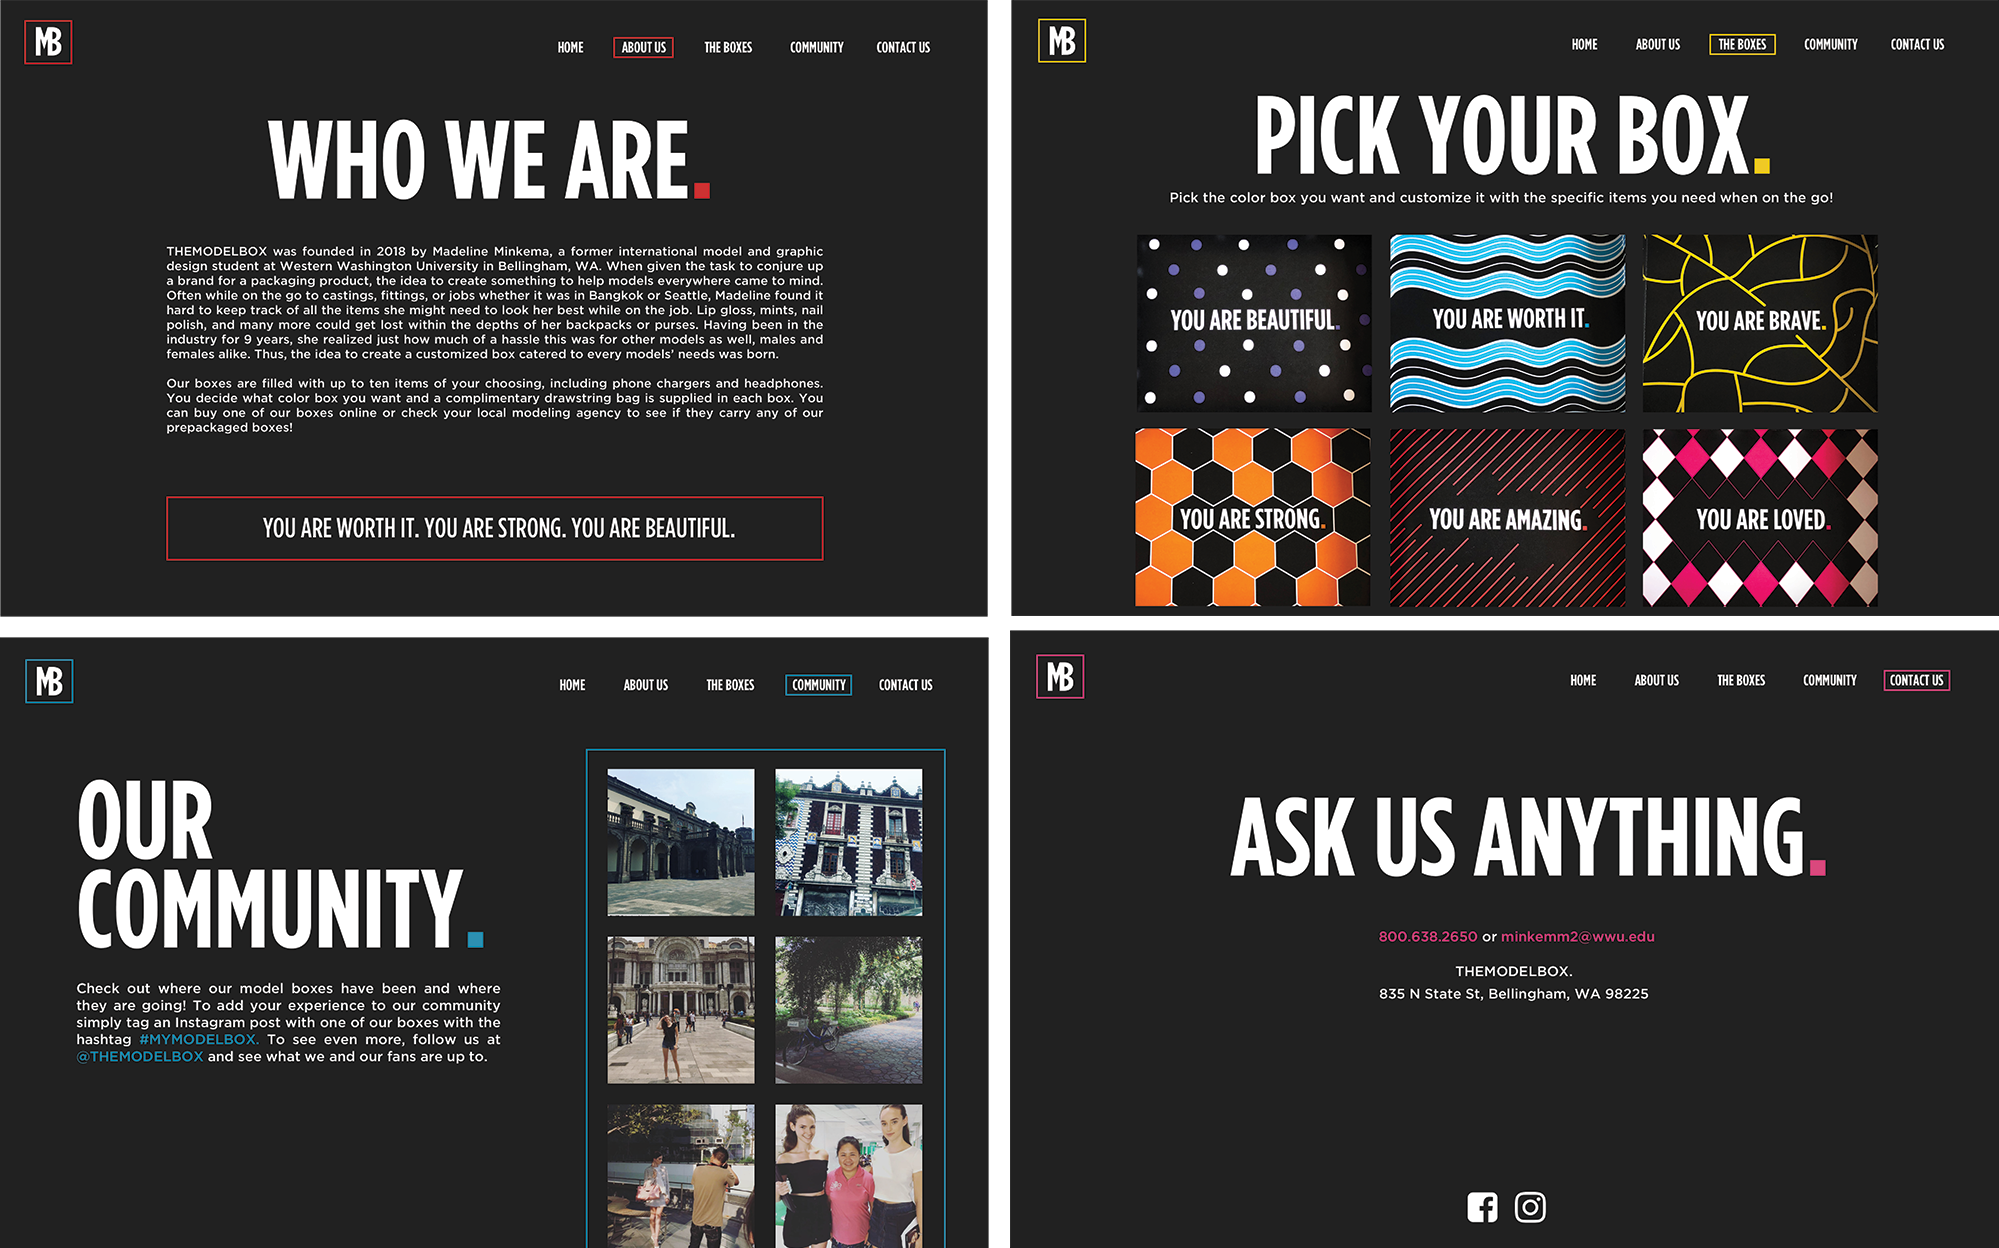 MB
HOME ABOUT US THE BOXES COMMUNITY CONTACT US
WHO WE ARE.
THEMODELBOX was founded in 2018 by Madeline Minkema, a former international model and graphic
design student at Western Washington University in Bellingham, WA. When given the task to conjure up
a brand for a packaging product, the idea to create something to help models everywhere came to mind.
Often while on the go to castings, fittings, or jobs whether it was in Bangkok or Seattle, Madeline found it
hard to keep track of all the items she might need to look her best while on the job. Lip gloss, mints, nail
polish, and many more could get lost within the depths of her backpacks or purses. Having been in the
industry for 9 years, she realized just how much of a hassle this was for other models as well, males and
females alike. Thus, the idea to create a customized box catered to every models' needs was born.
Our boxes are filled with up to ten items of your choosing, including phone chargers and headphones.
You decide what color box you want and a complimentary drawstring bag is supplied in each box. You
can buy one of our boxes online or check your local modeling agency to see if they carry any of our
prepackaged boxes!
YOU ARE WORTH IT. YOU ARE STRONG. YOU ARE BEAUTIFUL.
MB
HOME ABOUT US THE BOXES COMMUNITY CONTACT US
PICK YOUR BOX.
Pick the color box you want and customize it with the specific items you need when on the go!
YOU ARE BEAUTIFUL.
YOU ARE WORTH IT.
YOU ARE BRAVE.
YOU ARE STRONG.
YOU ARE AMAZING.
YOU ARE LOVED.
MB
HOME ABOUT US THE BOXES COMMUNITY CONTACT US
OUR
COMMUNITY.
Check out where our model boxes have been and where
they are going! To add your experience to our community
simply tag an Instagram post with one of our boxes with the
hashtag #MYMODELBOX. To see even more, follow us at
@THEMODELBOX and see what we and our fans are up to.
MB
HOME ABOUT US THE BOXES COMMUNITY CONTACT US
ASK US ANYTHING.
800.638.2650 or minkemm2@wwu.edu
THEMODELBOX.
835 N State St, Bellingham, WA 98225